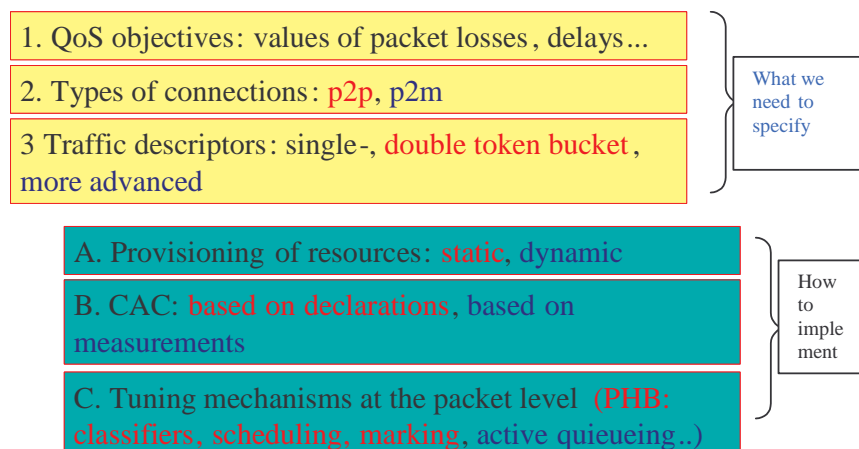 1. QoS objectives: values of packet losses, delays...
2. Types of connections: p2p, p2m
3 Traffic descriptors: single-, double token bucket,
more advanced
What we
need to
specify
A. Provisioning of resources: static, dynamic
B. CAC: based on declarations, based on
measurements
C. Tuning mechanisms at the packet level (PHB:
classifiers, scheduling, marking, active quieueing..)
How
to
imple
ment